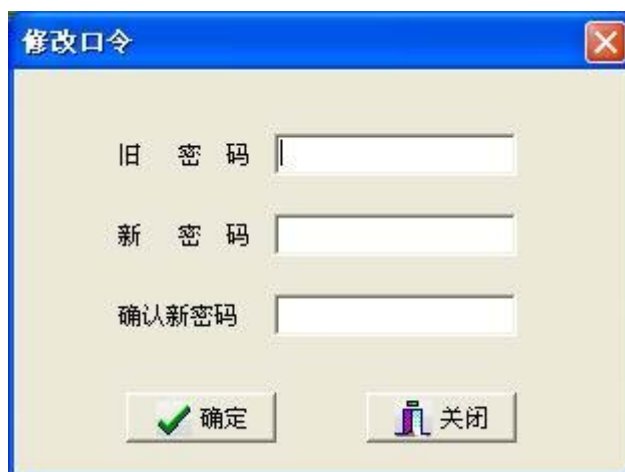 修改口令
旧 密 码
新 密 码
确认新密码
确定 关闭